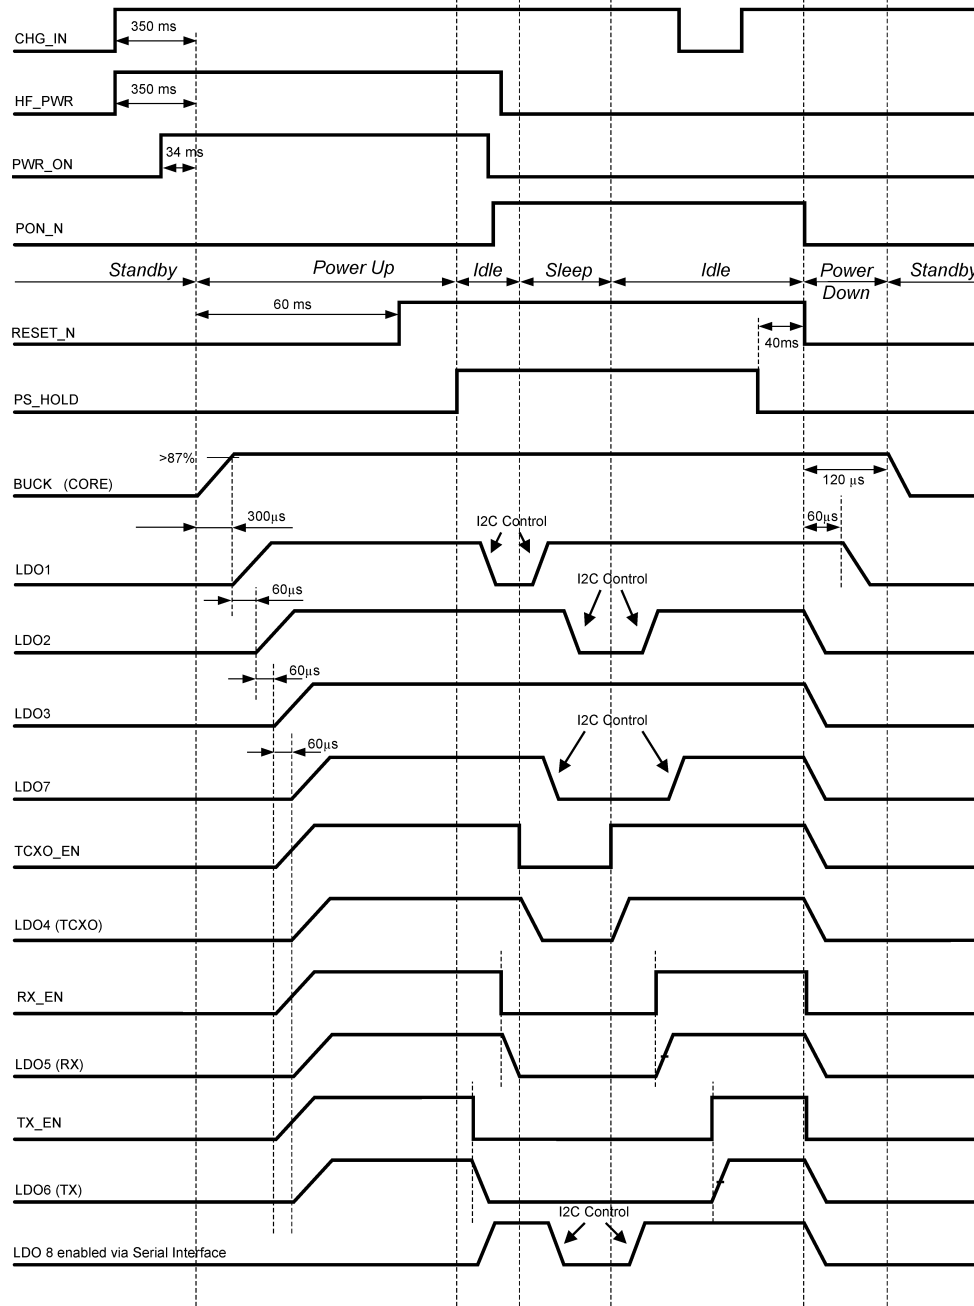 CHG_IN
350 ms
HF_PWR
350 ms
PWR_ON
34 ms
PON_N
Standby
Power Up
Idle
Sleep
Idle
Power
Down
Standby
RESET_N
60 ms
40ms
PS_HOLD
>87%
BUCK (CORE)
120 µs
300µs
I2C Control
60µs
LDO1
60µs
I2C Control
LDO2
60µs
LDO3
I2C Control
60µs
LDO7
TCXO_EN
LDO4 (TCXO)
RX_EN
LDO5 (RX)
TX_EN
LDO6 (TX)
I2C Control
LDO 8 enabled via Serial Interface